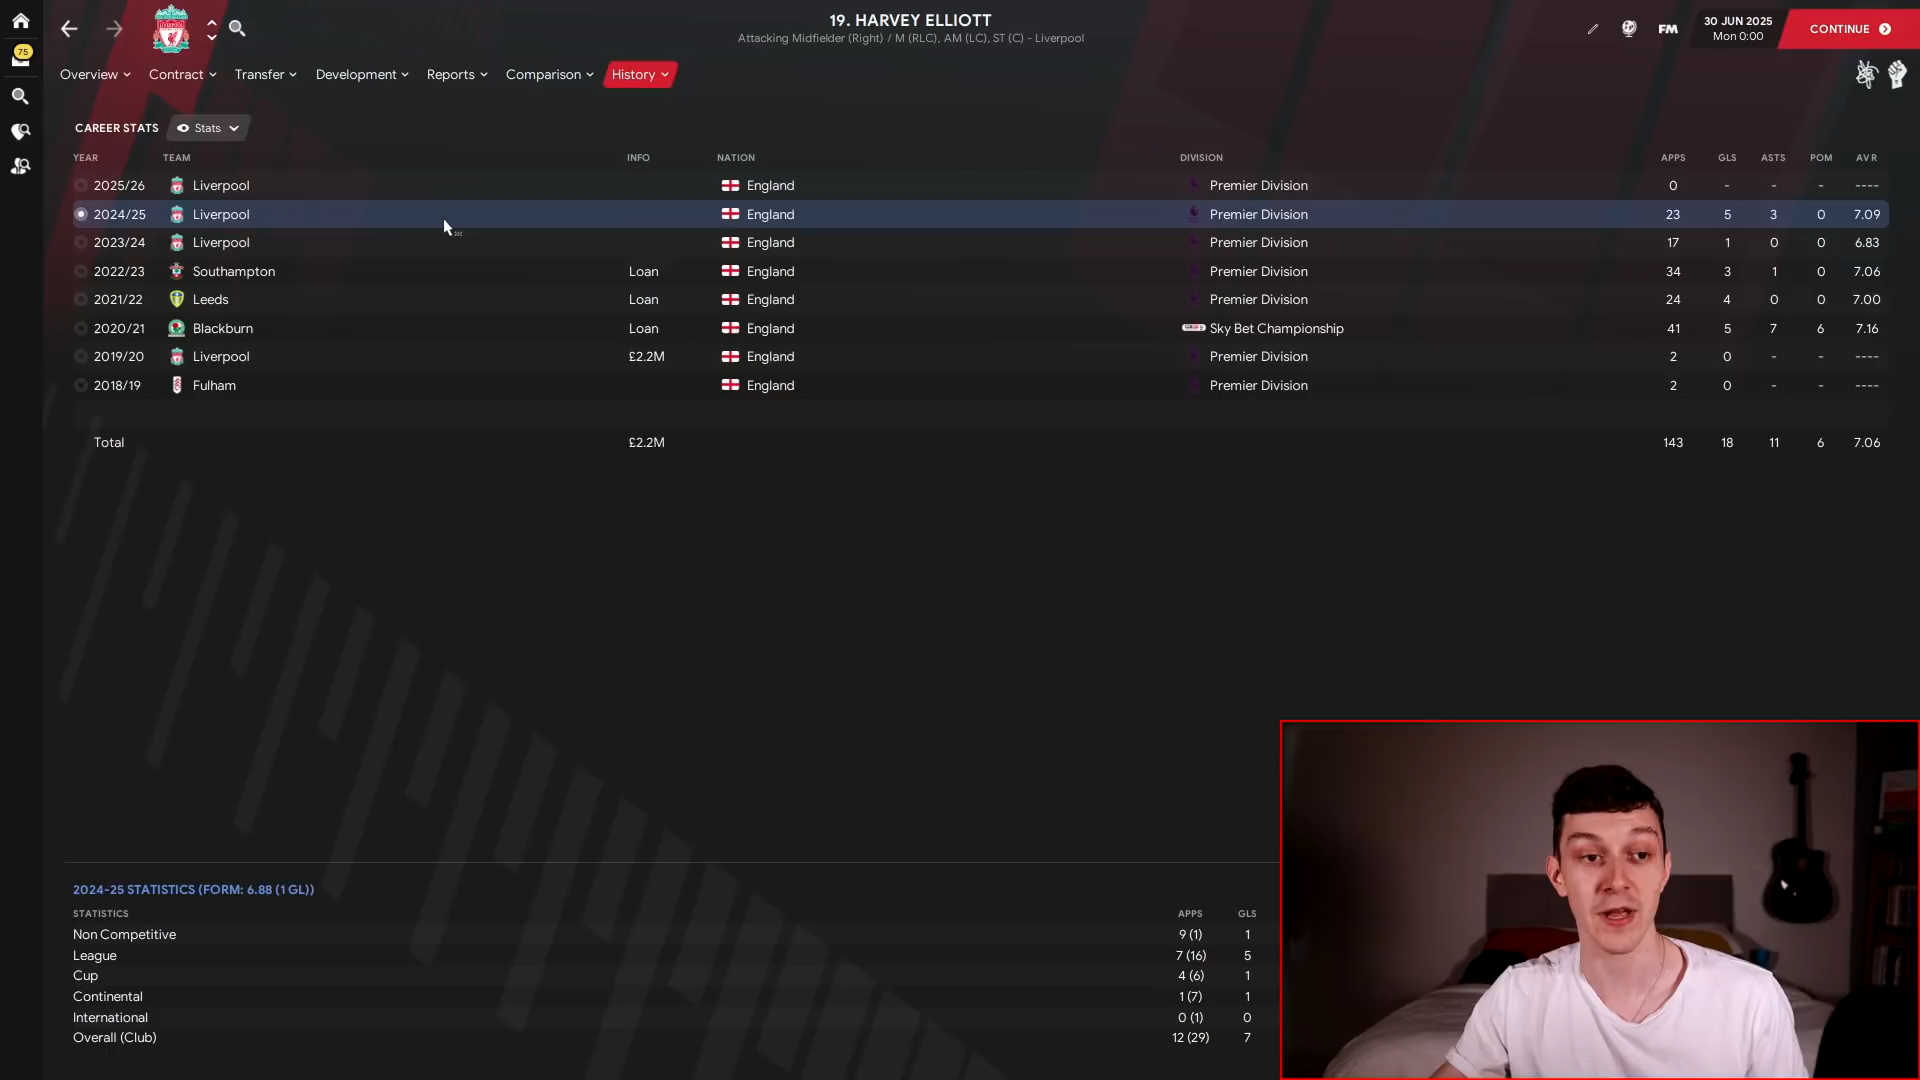 75
19. HARVEY ELLIOTT
Attacking Midfielder (Right) / M (RLC), AM (LC), ST (C) - Liverpool
FM
30 JUN 2025
Mon 0:00
CONTINUE
Overview Contract Transfer Development Reports Comparison History
CAREER STATS Stats
YEAR TEAM INFO NATION DIVISION APPS GLS ASTS POM AV R
2025/26 Liverpool England Premier Division 0 - - - ----
2024/25 Liverpool England Premier Division 23 5 3 0 7.09
2023/24 Liverpool England Premier Division 17 1 0 0 6.83
2022/23 Southampton Loan England Premier Division 34 3 1 0 7.06
2021/22 Leeds Loan England Premier Division 24 4 0 0 7.00
2020/21 Blackburn Loan England Sky Bet Championship 41 5 7 6 7.16
2019/20 Liverpool £2.2M England Premier Division 2 0 - - ----
2018/19 Fulham England Premier Division 2 0 - - ----
Total £2.2M 143 18 11 6 7.06
2024-25 STATISTICS (FORM: 6.88 (1 GL))
STATISTICS APPS GLS
Non Competitive 9 (1) 1
League 7 (16) 5
Cup 4 (6) 1
Continental 1 (7) 1
International 0 (1) 0
Overall (Club) 12 (29) 7